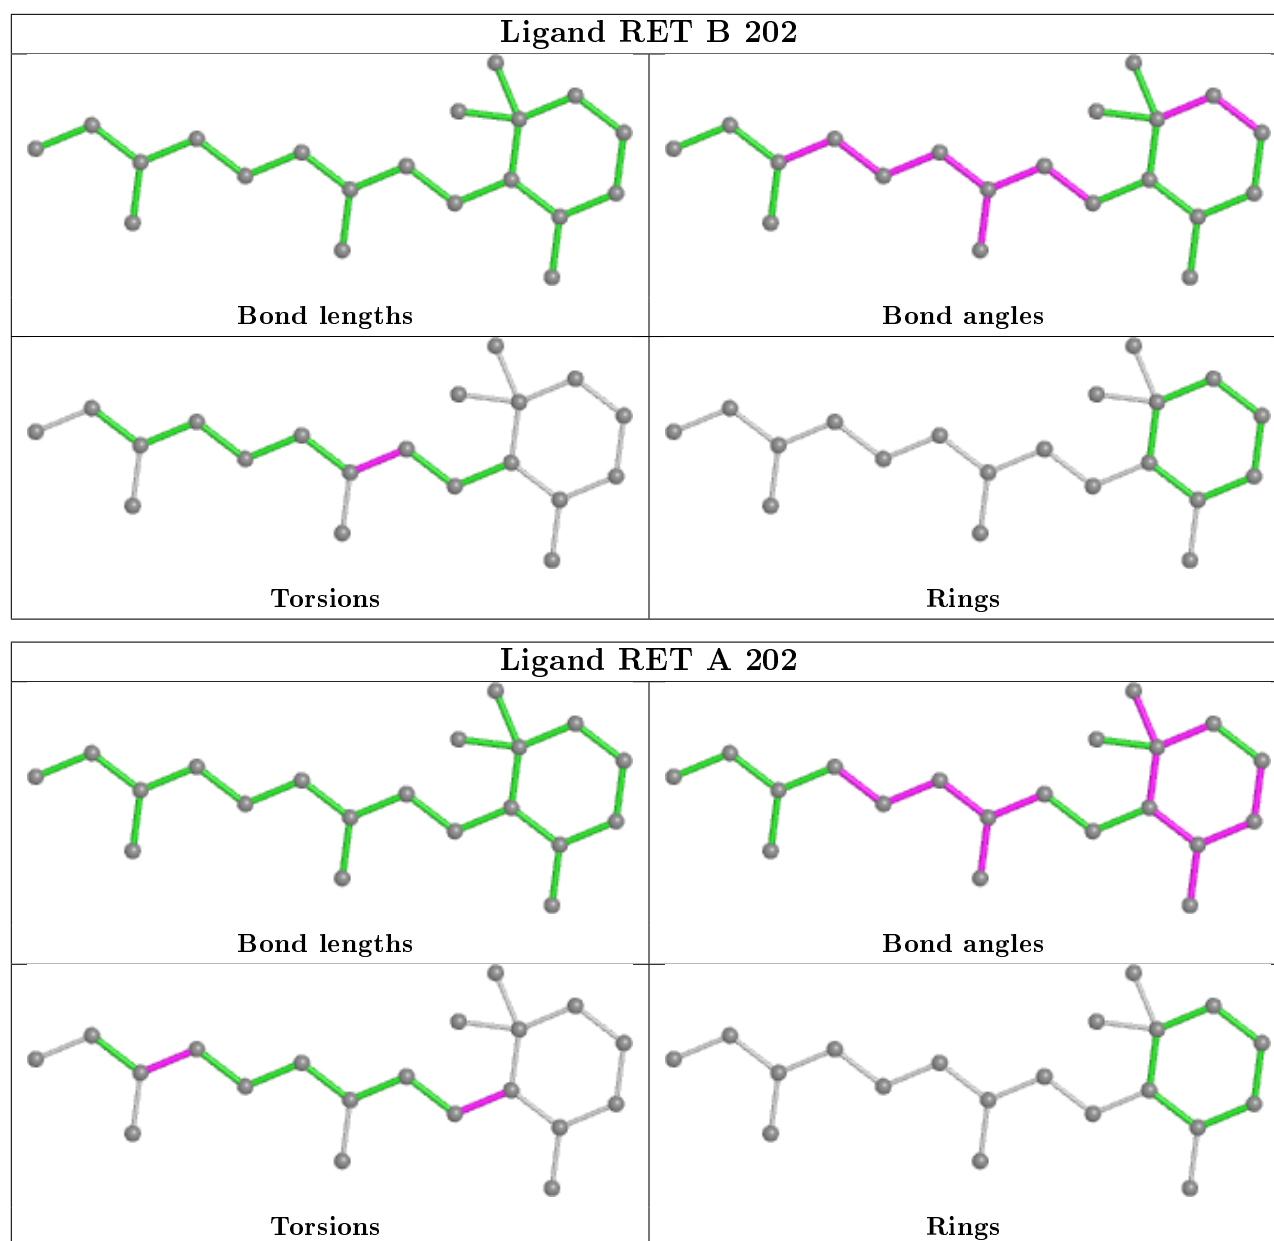 Ligand RET B 202
Bond lengths
Bond angles
Torsions
Rings
Ligand RET A 202
Bond lengths
Bond angles
Torsions
Rings